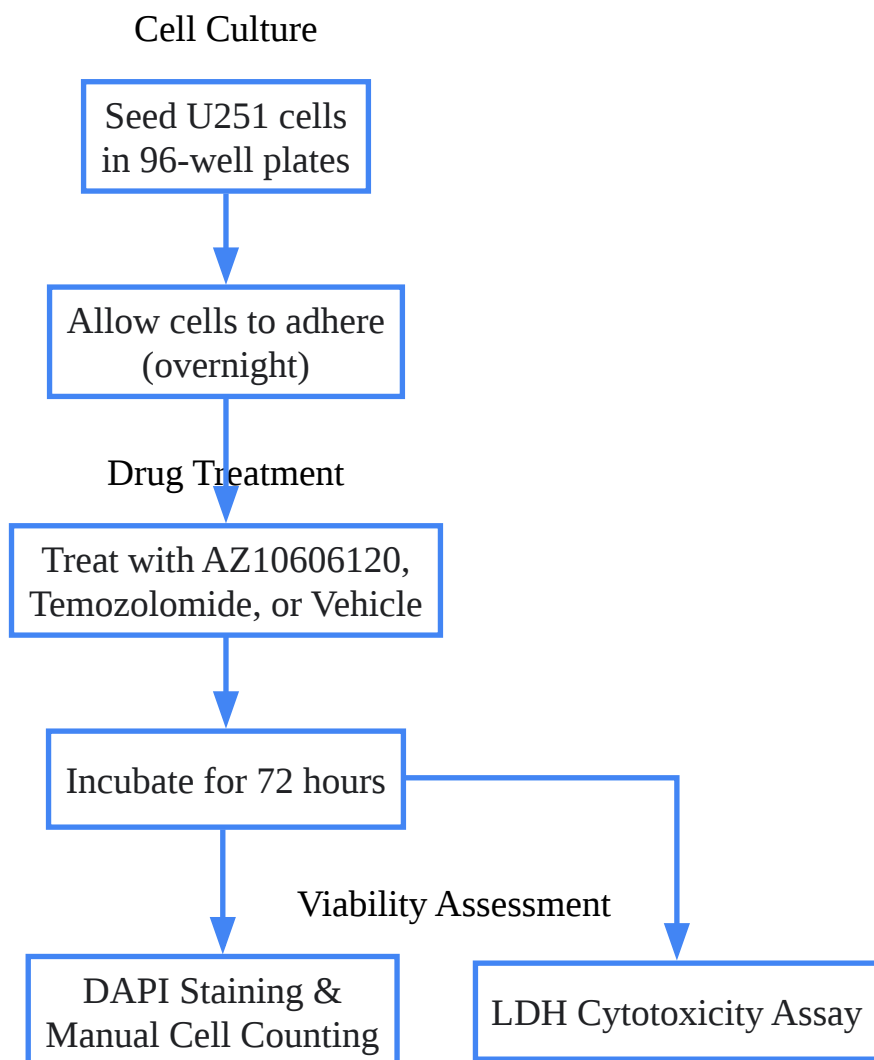 Cell Culture
Seed U251 cells
in 96-well plates
Allow cells to adhere
(overnight)
Drug Treatment
Treat with AZ10606120,
Temozolomide, or Vehicle
Incubate for 72 hours
Viability Assessment
DAPI Staining &
Manual Cell Counting
LDH Cytotoxicity Assay